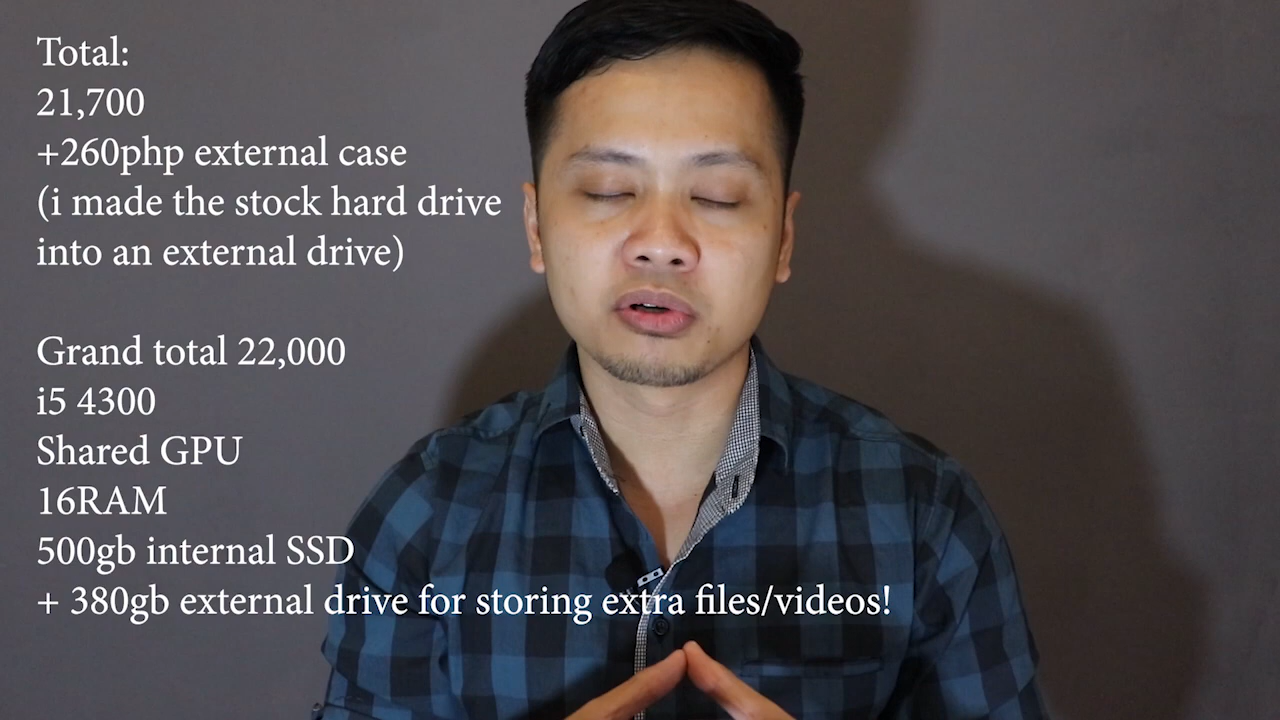 Total:
21,700
+260php external case
(i made the stock hard drive
into an external drive)
Grand total 22,000
i5 4300
Shared GPU
16RAM
500gb internal SSD
+ 380gb external drive for storing extra files/videos!